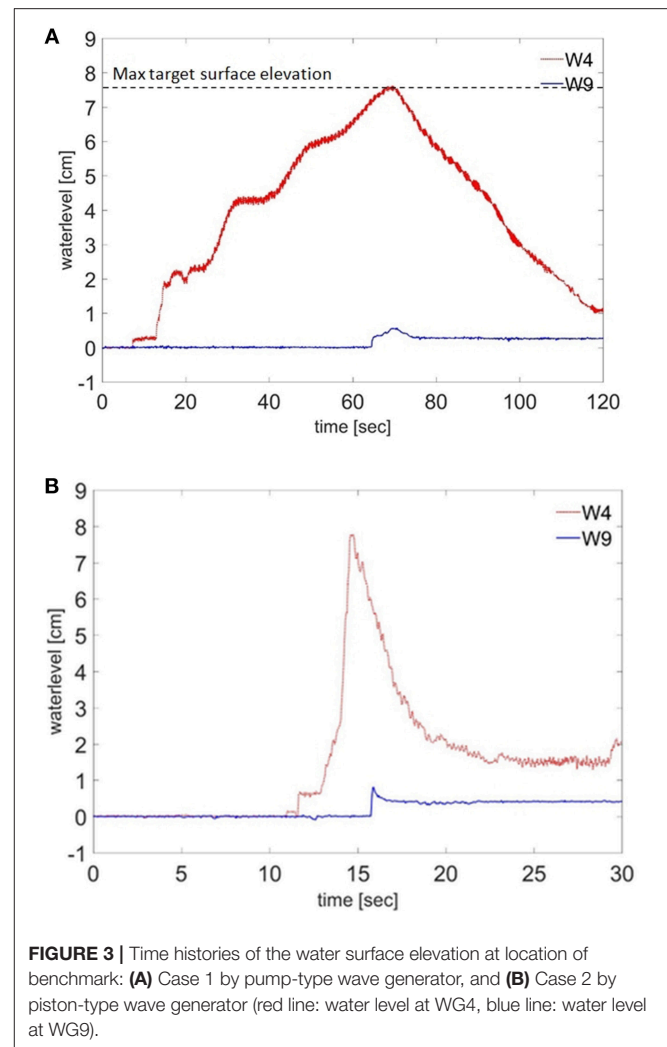 A
9
8
7
6
5
4
3
2
1
0
-1
waterlevel [cm]
Max target surface elevation
W4
W9
0 20 40 60 80 100 120
time [sec]
B
9
8
7
6
5
4
3
2
1
0
-1
waterlevel [cm]
W4
W9
0 5 10 15 20 25 30
time [sec]
FIGURE 3 | Time histories of the water surface elevation at location of
benchmark: (A) Case 1 by pump-type wave generator, and (B) Case 2 by
piston-type wave generator (red line: water level at WG4, blue line: water level
at WG9).